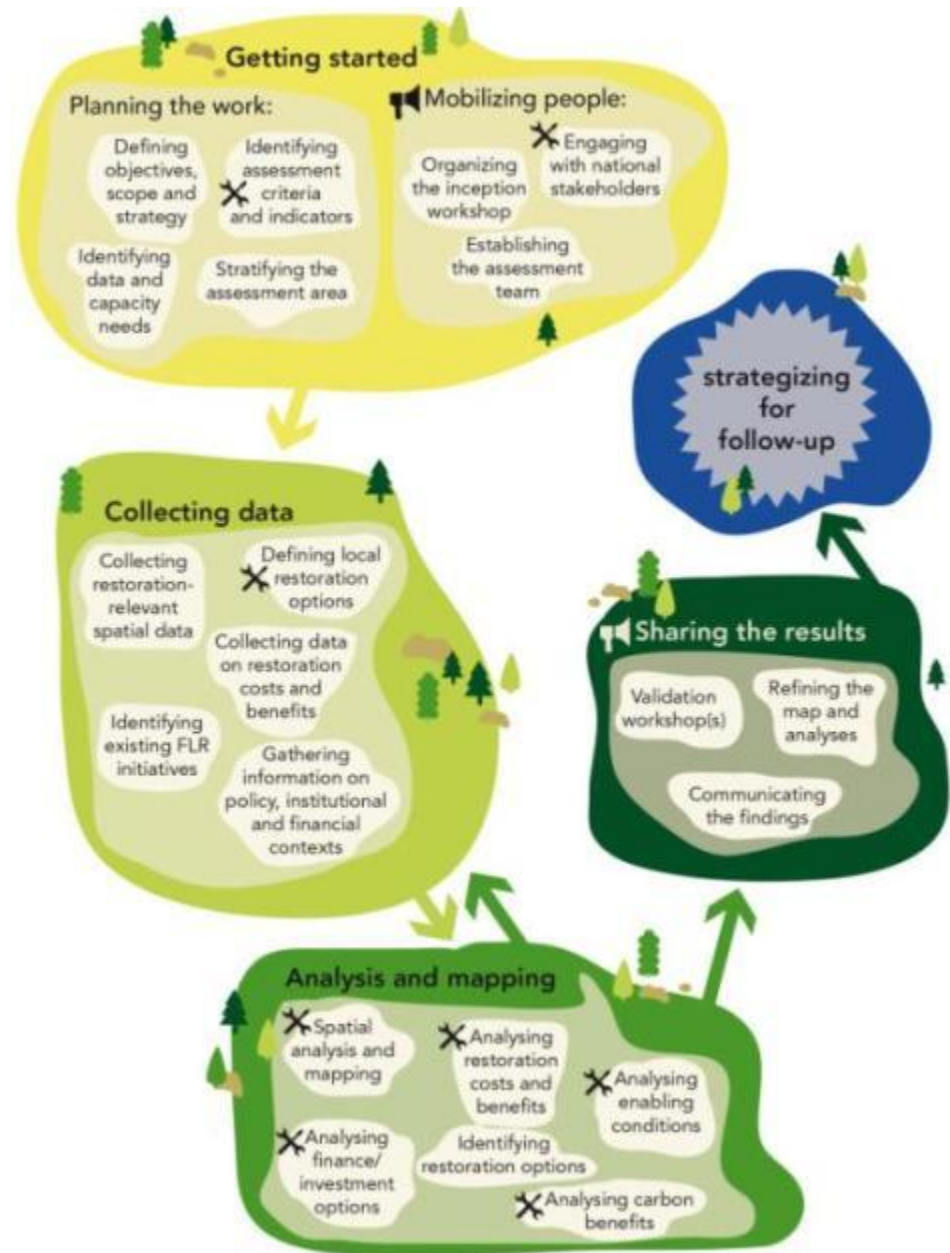 Getting started
Planning the work:
Defining
objectives,
scope and
strategy
Identifying
assessment
criteria
and indicators
Identifying
data and
capacity
needs
Stratifying the
assessment area
Mobilizing people:
Organizing
the inception
workshop
Engaging
with national
stakeholders
Establishing
the assessment
team
Collecting data
Collecting
restoration-
relevant
spatial data
Defining local
restoration
options
Collecting data
on restoration
costs and
benefits
Identifying
existing FLR
initiatives
Gathering
information on
policy, institutional
and financial
contexts
Analysis and mapping
Spatial
analysis and
mapping
Analysing
restoration
costs and
benefits
Analysing
enabling
conditions
Analysing
finance/
investment
options
Identifying
restoration options
Analysing carbon
benefits
Sharing the results
Validation
workshop(s)
Refining the
map and
analyses
Communicating
the findings
strategizing
for
follow-up